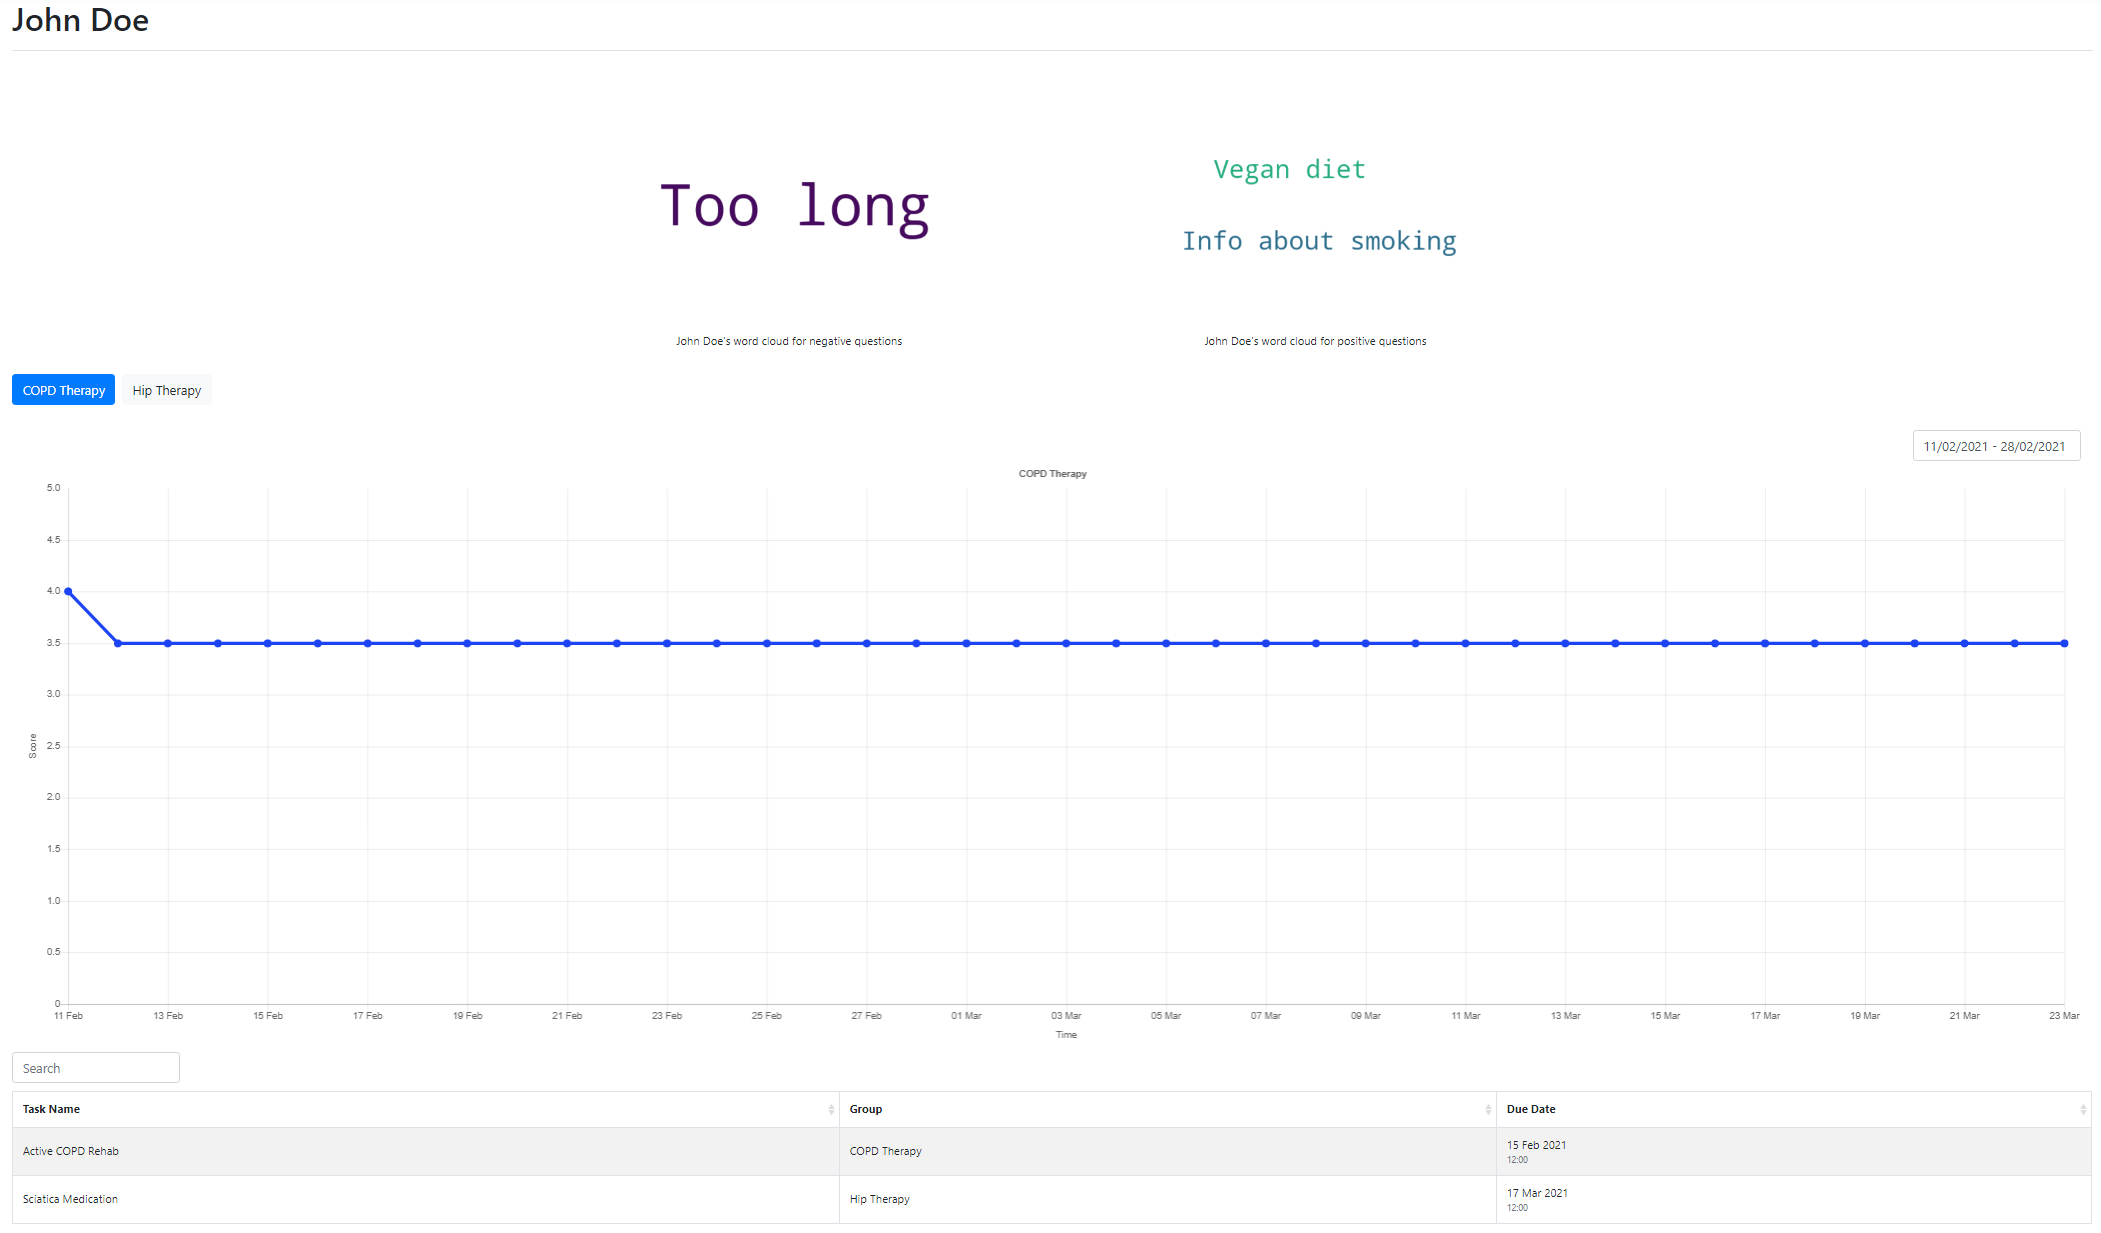 John Doe
Too long
Vegan diet
Info about smoking
John Doe's word cloud for negative questions
John Doe's word cloud for positive questions
COPD Therapy
Hip Therapy
11/02/2021 - 28/02/2021
COPD Therapy
5.0
4.5
4.0
3.5
3.0
2.5
2.0
1.5
1.0
0.5
0
Score
11 Feb 13 Feb 15 Feb 17 Feb 19 Feb 21 Feb 23 Feb 25 Feb 27 Feb 01 Mar 03 Mar 05 Mar 07 Mar 09 Mar 11 Mar 13 Mar 15 Mar 17 Mar 19 Mar 21 Mar 23 Mar
Time
Search
Task Name Group Due Date
Active COPD Rehab COPD Therapy 15 Feb 2021
12:00
Sciatica Medication Hip Therapy 17 Mar 2021
12:00